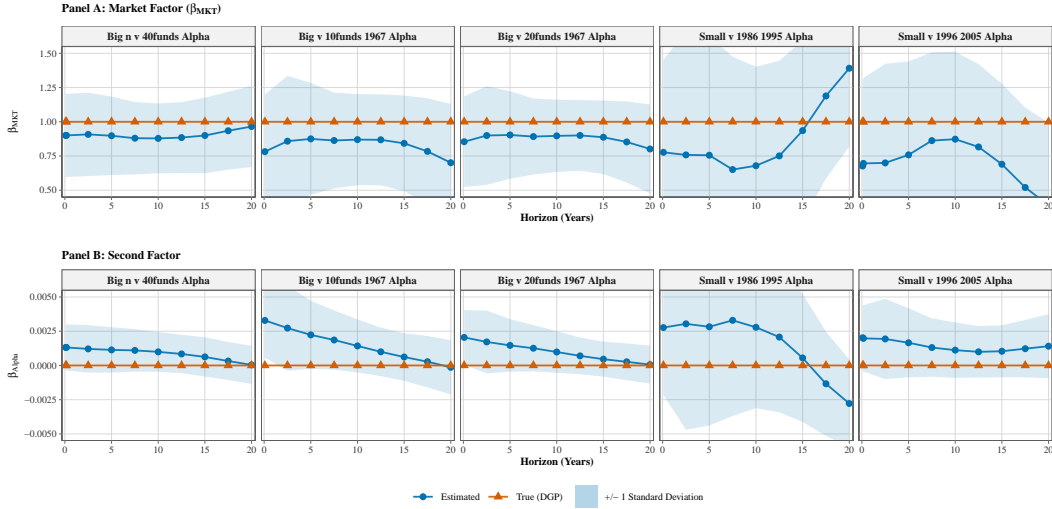 Panel A: Market Factor (βMKT)
Big n v 40funds Alpha
Big v 10funds 1967 Alpha
Big v 20funds 1967 Alpha
Small v 1986 1995 Alpha
Small v 1996 2005 Alpha
βMKT
1.50
1.25
1.00
0.75
0.50
0 5 10 15 20 0 5 10 15 20 0 5 10 15 20 0 5 10 15 20 0 5 10 15 20
Horizon (Years)
Panel B: Second Factor
Big n v 40funds Alpha
Big v 10funds 1967 Alpha
Big v 20funds 1967 Alpha
Small v 1986 1995 Alpha
Small v 1996 2005 Alpha
βAlpha
0.0050
0.0025
0.0000
−0.0025
−0.0050
0 5 10 15 20 0 5 10 15 20 0 5 10 15 20 0 5 10 15 20 0 5 10 15 20
Horizon (Years)
Estimated True (DGP) +/− 1 Standard Deviation